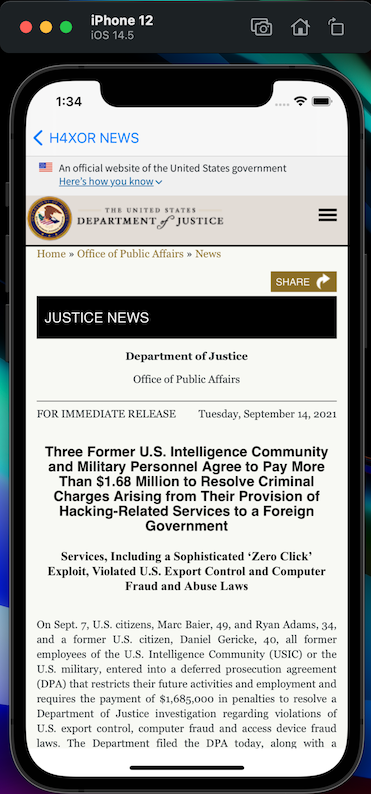 iPhone 12
iOS 14.5
1:34
H4XOR NEWS
An official website of the United States government
Here's how you know
THE UNITED STATES
DEPARTMENT of JUSTICE
Home » Office of Public Affairs » News
SHARE
JUSTICE NEWS
Department of Justice
Office of Public Affairs
FOR IMMEDIATE RELEASE Tuesday, September 14, 2021
Three Former U.S. Intelligence Community
and Military Personnel Agree to Pay More
Than $1.68 Million to Resolve Criminal
Charges Arising from Their Provision of
Hacking-Related Services to a Foreign
Government
Services, Including a Sophisticated ‘Zero Click’
Exploit, Violated U.S. Export Control and Computer
Fraud and Abuse Laws
On Sept. 7, U.S. citizens, Marc Baier, 49, and Ryan Adams, 34,
and a former U.S. citizen, Daniel Gericke, 40, all former
employees of the U.S. Intelligence Community (USIC) or the
U.S. military, entered into a deferred prosecution agreement
(DPA) that restricts their future activities and employment and
requires the payment of $1,685,000 in penalties to resolve a
Department of Justice investigation regarding violations of
U.S. export control, computer fraud and access device fraud
laws. The Department filed the DPA today, along with a